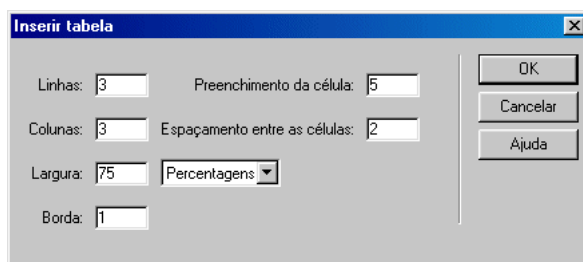 Inserir tabela
Linhas: 3 Preenchimento da célula: 5
Colunas: 3 Espaçamento entre as células: 2
Largura: 75 Percentagens
Borda: 1
OK
Cancelar
Ajuda